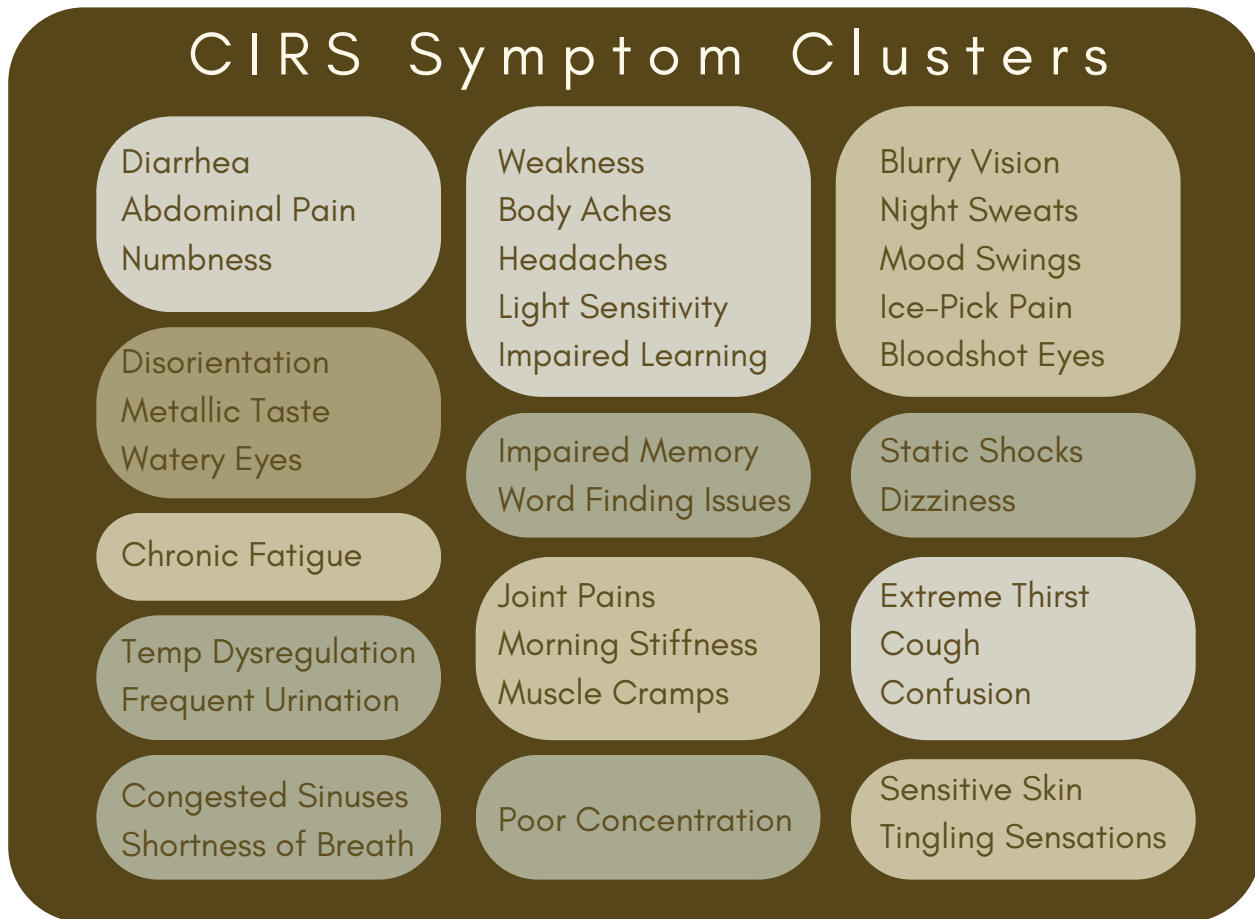 CIRS Symptom Clusters
Diarrhea
Abdominal Pain
Numbness
Disorientation
Metallic Taste
Watery Eyes
Chronic Fatigue
Temp Dysregulation
Frequent Urination
Congested Sinuses
Shortness of Breath
Weakness
Body Aches
Headaches
Light Sensitivity
Impaired Learning
Impaired Memory
Word Finding Issues
Joint Pains
Morning Stiffness
Muscle Cramps
Poor Concentration
Blurry Vision
Night Sweats
Mood Swings
Ice-Pick Pain
Bloodshot Eyes
Static Shocks
Dizziness
Extreme Thirst
Cough
Confusion
Sensitive Skin
Tingling Sensations